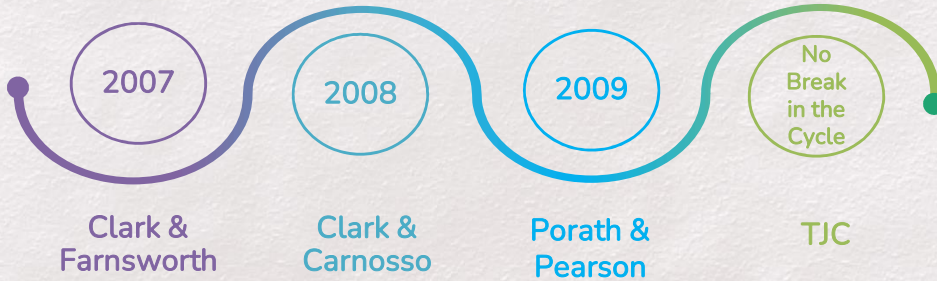 2007
Clark &
Farnsworth
2008
Clark &
Carnosso
2009
Porath &
Pearson
No
Break
in the
Cycle
TJC